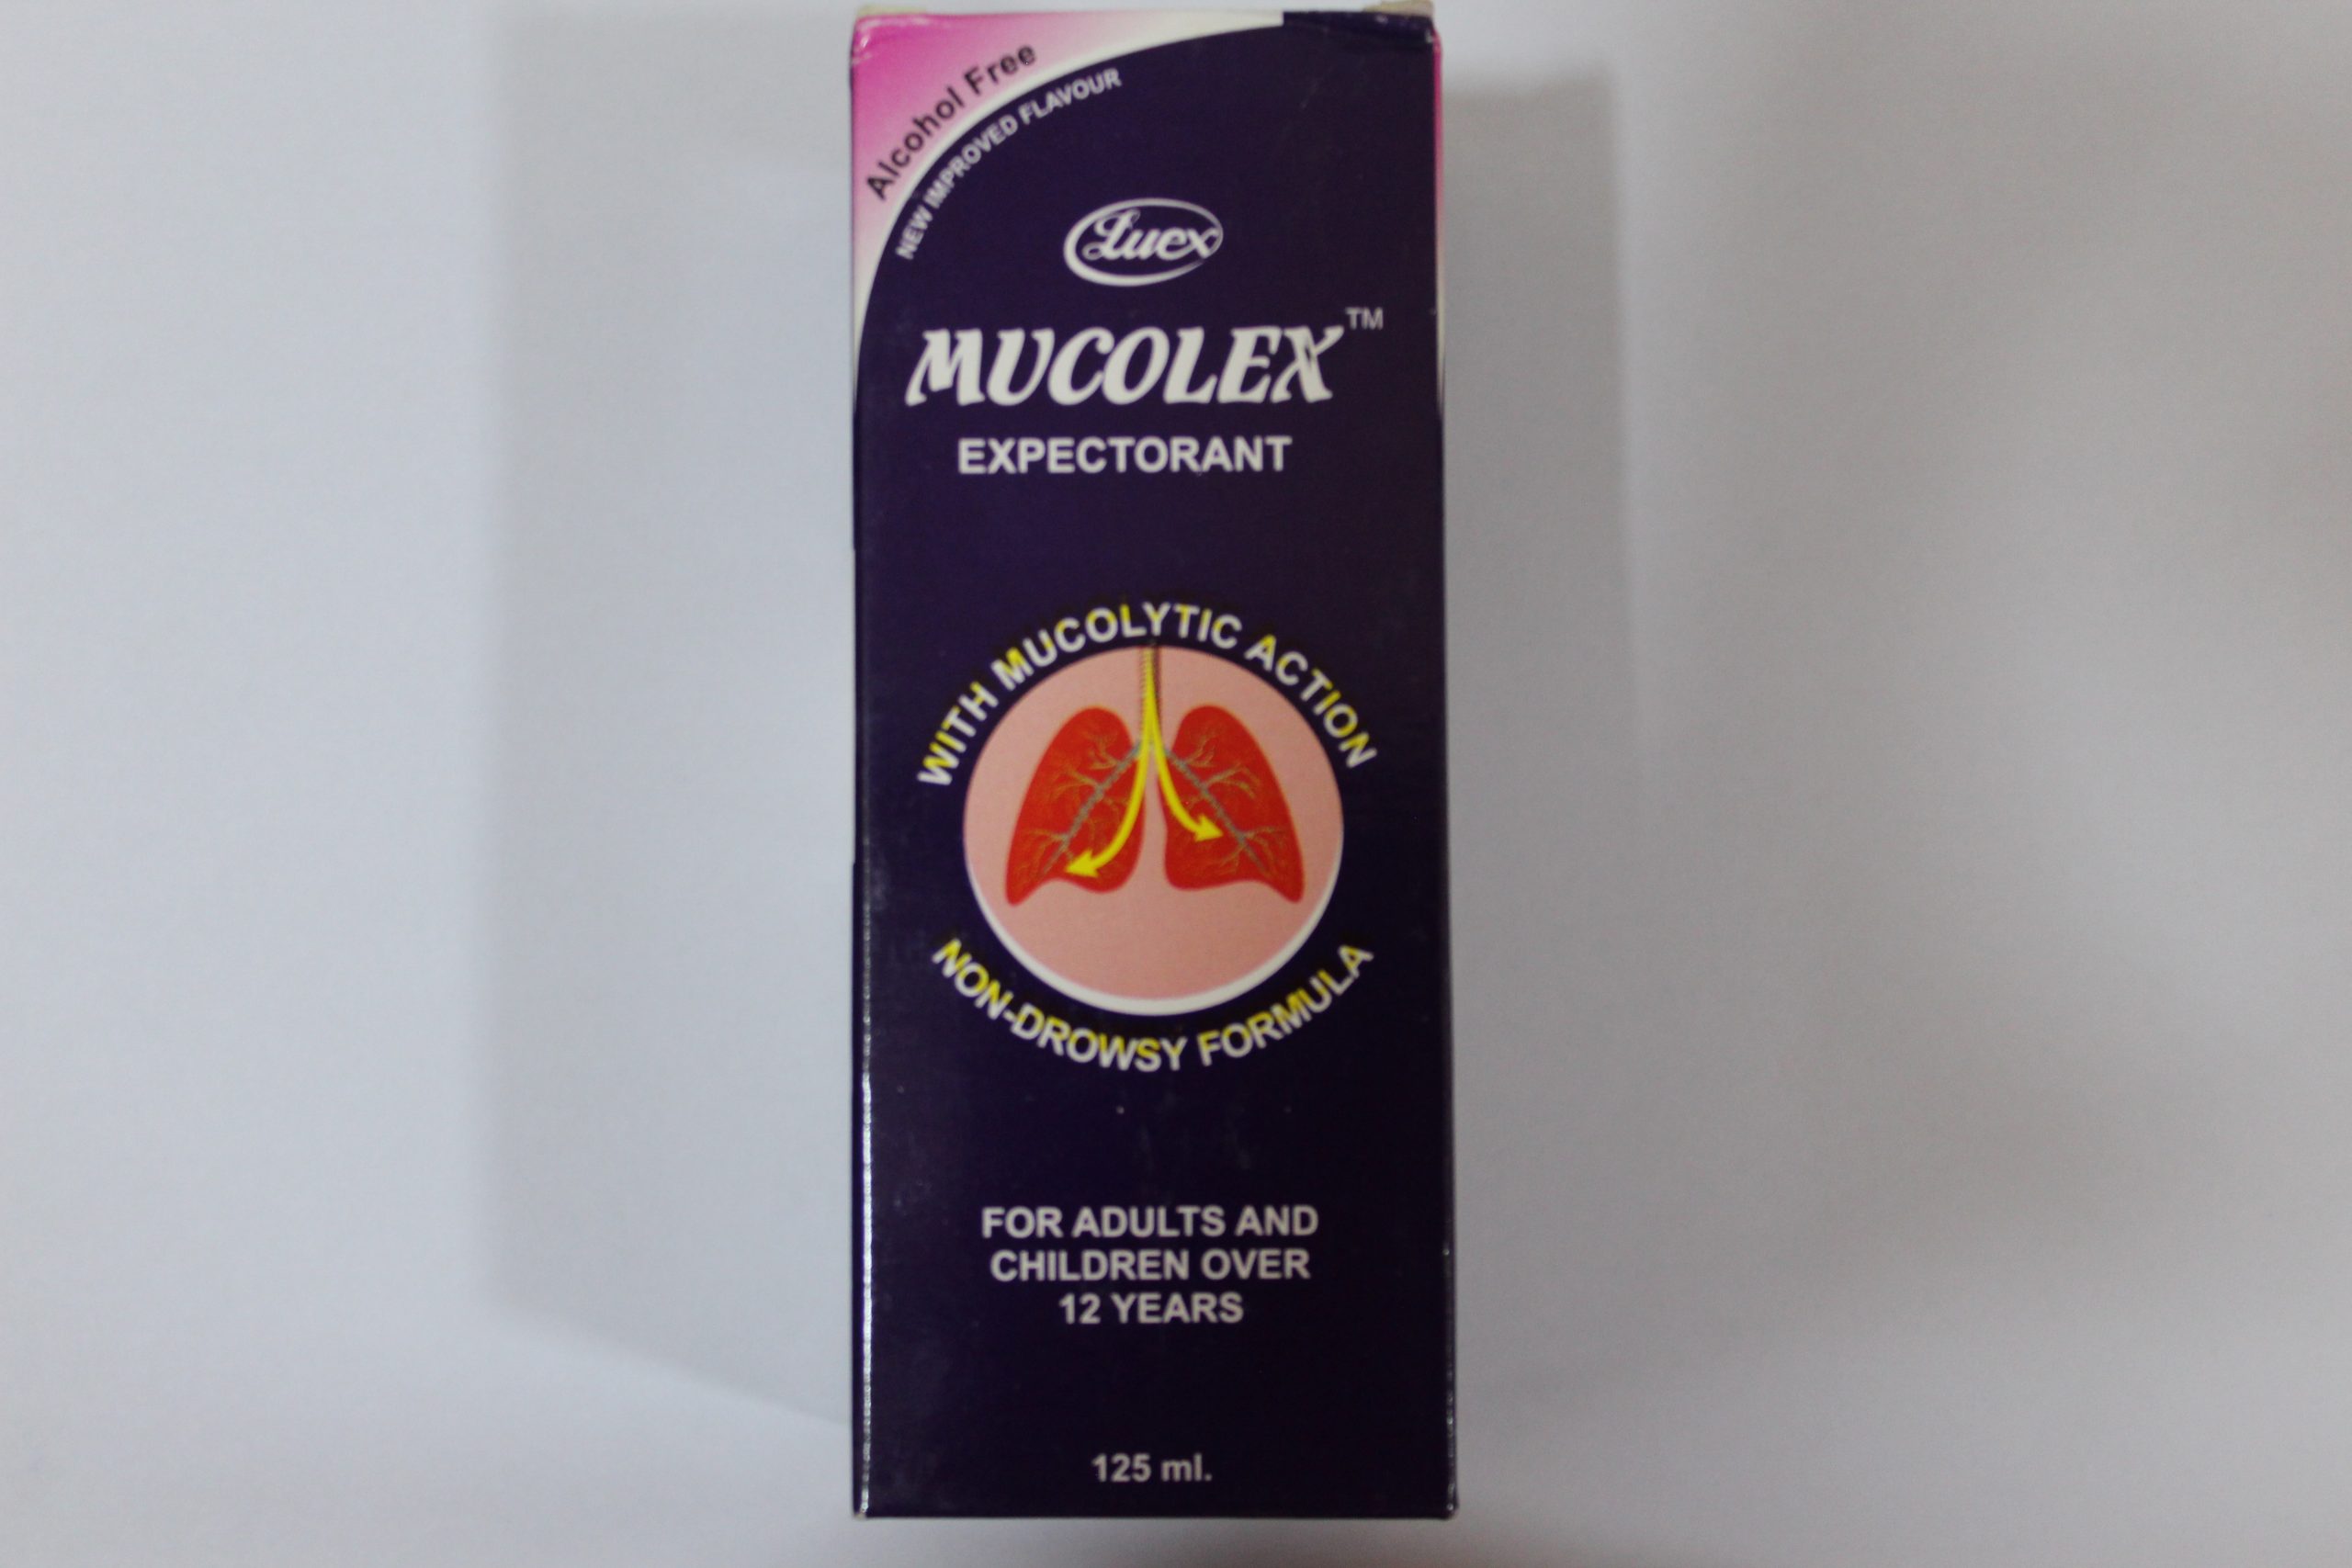 Alcohol Free
NEW IMPROVED FLAVOUR
Luex
MUCOLEX™
EXPECTORANT
WITH MUCOLYTIC ACTION
NON-DROWSY FORMULA
FOR ADULTS AND
CHILDREN OVER
12 YEARS
125 ml.